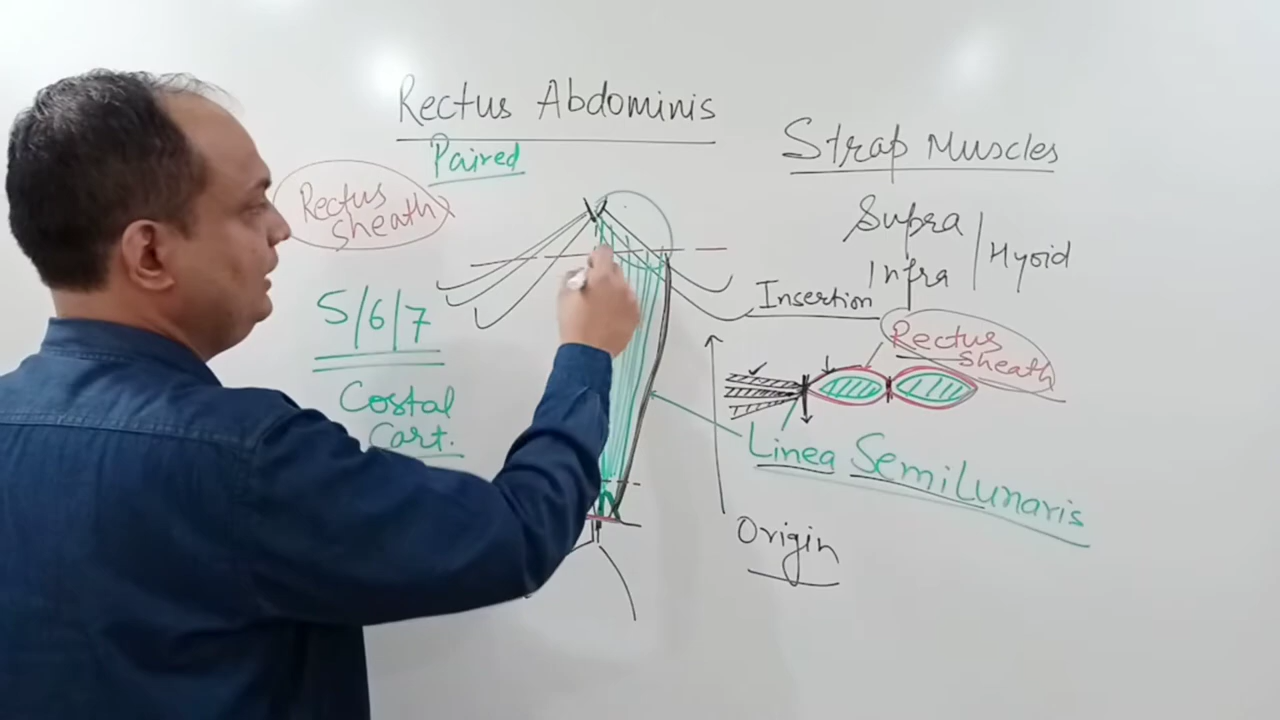 Rectus Abdominis
Paired
Rectus
Sheath
5/6/7
Costal
Cart.
Strap Muscles
Supra
Infra
Hyoid
Insertion
Rectus
Sheath
Linea SemiLunaris
Origin